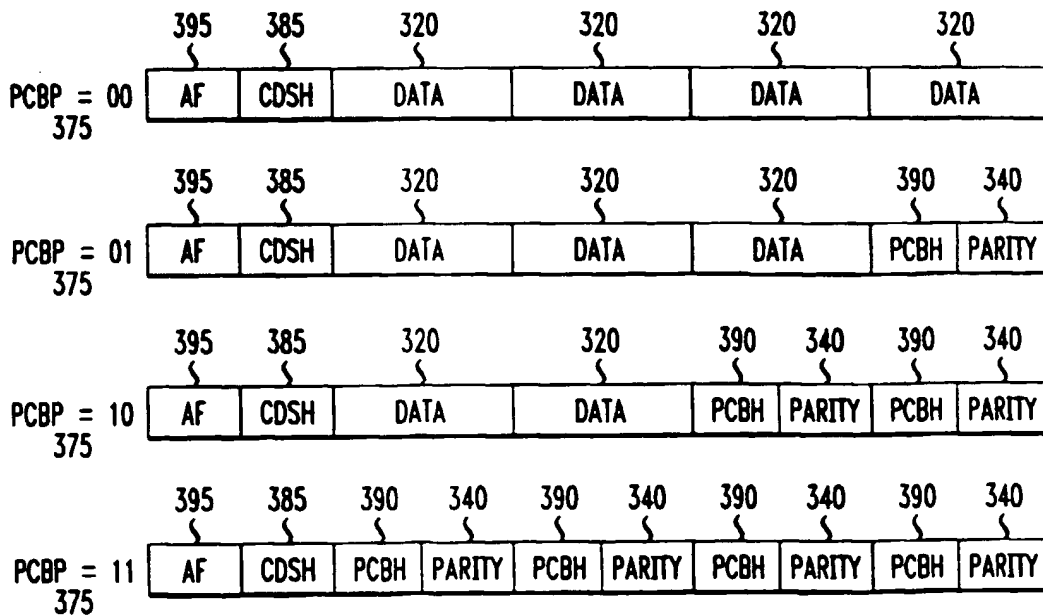 395 385 320 320 320 320
PCBP = 00 AF CDSH DATA DATA DATA DATA
375
395 385 320 320 320 390 340
PCBP = 01 AF CDSH DATA DATA DATA PCBH PARITY
375
395 385 320 320 390 340 390 340
PCBP = 10 AF CDSH DATA DATA PCBH PARITY PCBH PARITY
375
395 385 390 340 390 340 390 340 390 340
PCBP = 11 AF CDSH PCBH PARITY PCBH PARITY PCBH PARITY PCBH PARITY
375